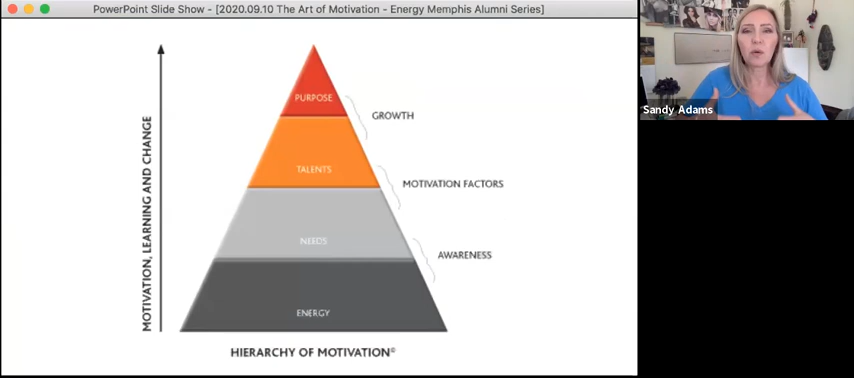 PowerPoint Slide Show - [2020.09.10 The Art of Motivation - Energy Memphis Alumni Series]
PURPOSE
GROWTH
TALENTS
MOTIVATION FACTORS
NEEDS
AWARENESS
ENERGY
MOTIVATION, LEARNING AND CHANGE
HIERARCHY OF MOTIVATION©
Sandy Adams